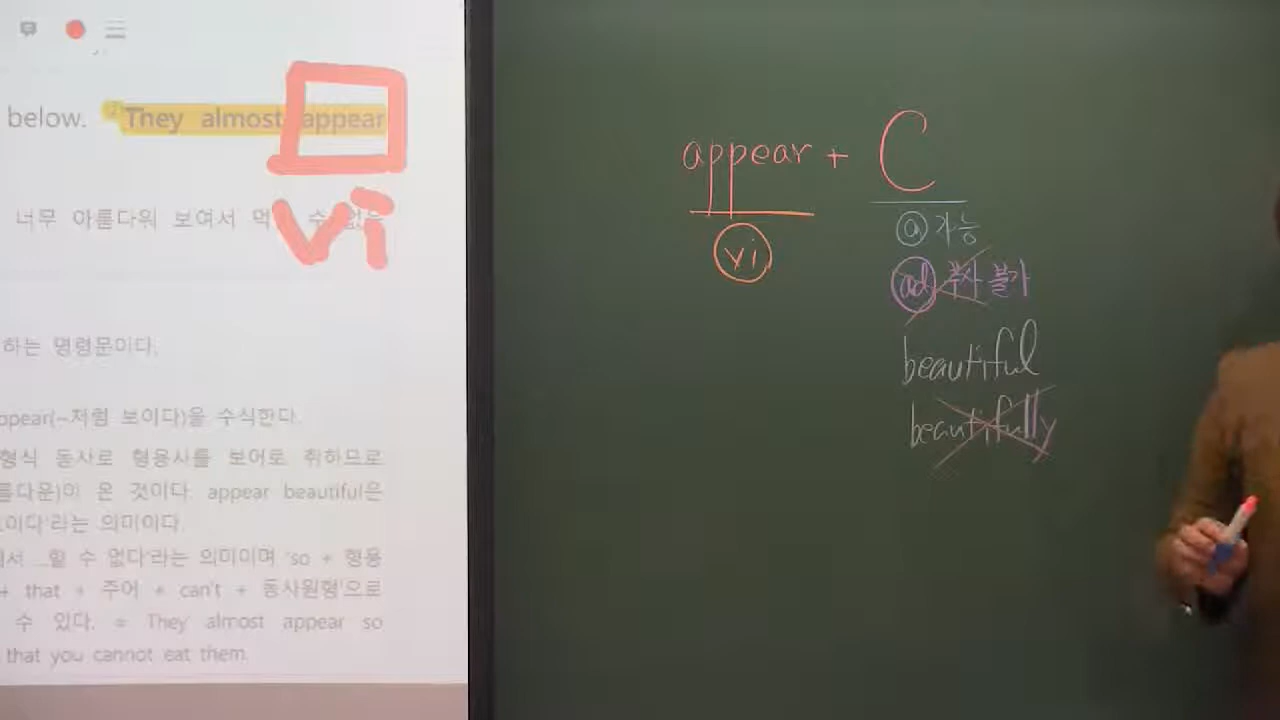 below. ② They almost appear
vi
너무 아름다워 보여서 먹 수 없는
하는 명령문이다.
ppear(~처럼 보이다)을 수식한다.
형식 동사로 형용사를 보어로 취하므로
름다운)이 온 것이다. appear beautiful은
이다'라는 의미이다.
서 …할 수 없다'라는 의미이며 'so + 형용
+ that + 주어 + can't + 동사원형'으로
수 있다. = They almost appear so
that you cannot eat them.
appear + C
vi
ⓐ 가능
ad 부사 불가
beautiful
beautifully